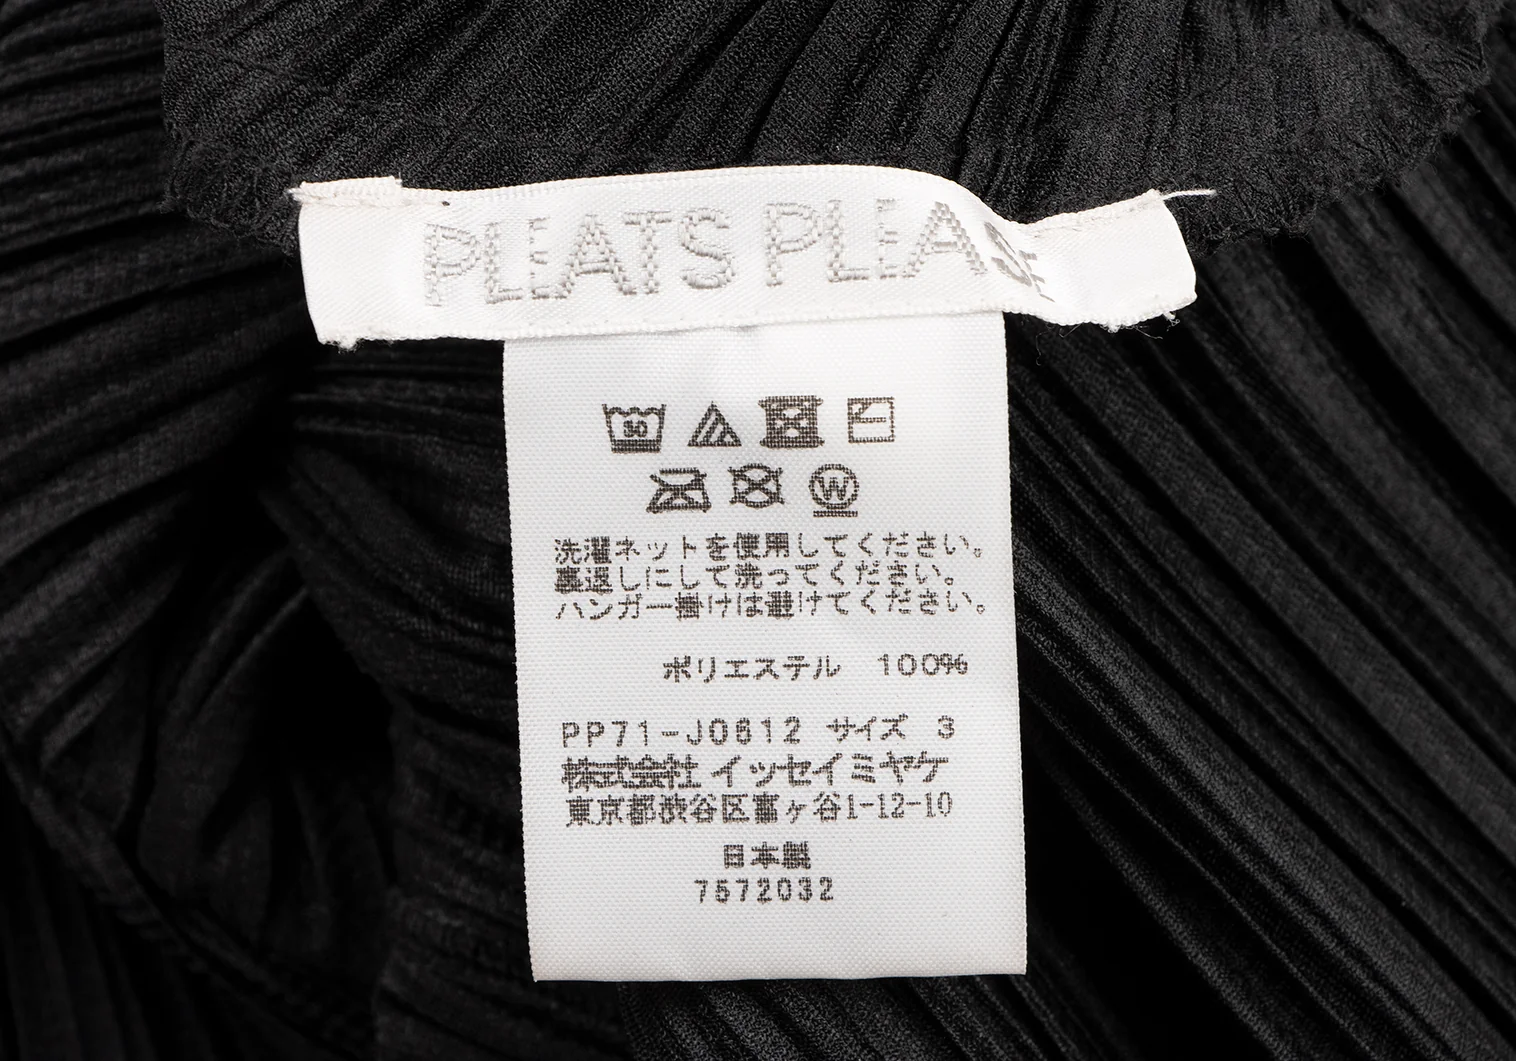 PLEATS PLEASE
30
W
洗濯ネットを使用してください。
裏返しにして洗ってください。
ハンガー掛けは避けてください。
ポリエステル 100%
PP71-J0612 サイズ 3
株式会社 イッセイミヤケ
東京都渋谷区富ヶ谷1-12-10
日本製
7572032